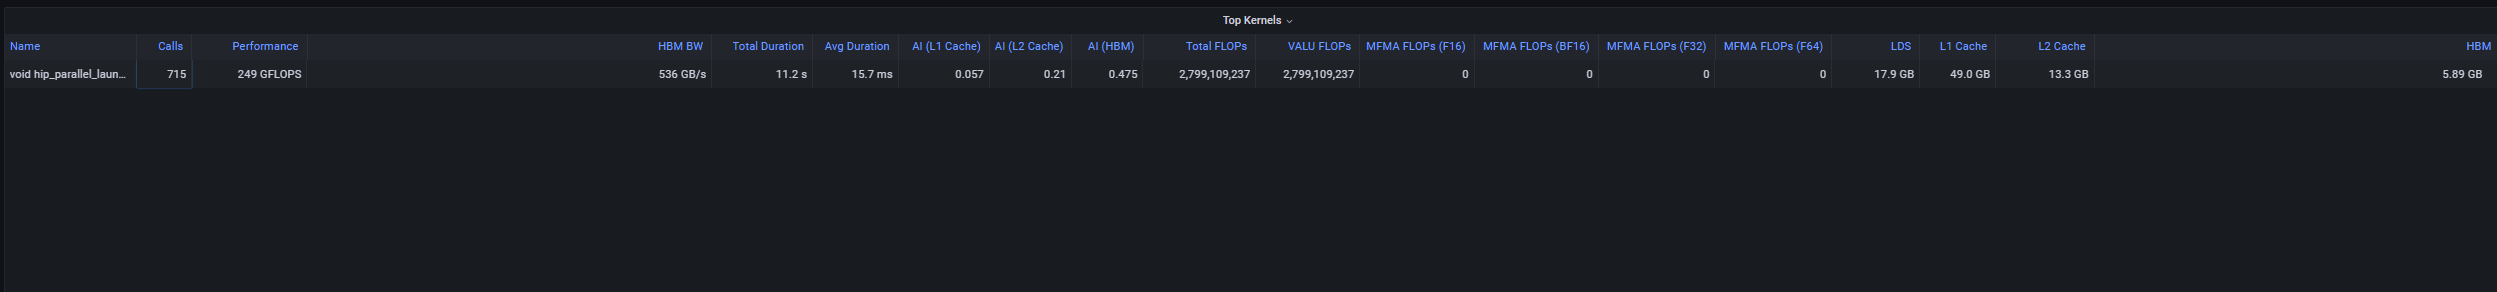 Top Kernels
Name Calls Performance HBM BW Total Duration Avg Duration AI (L1 Cache) AI (L2 Cache) AI (HBM) Total FLOPs VALU FLOPs MFMA FLOPs (F16) MFMA FLOPs (BF16) MFMA FLOPs (F32) MFMA FLOPs (F64) LDS L1 Cache L2 Cache HBM
void hip_parallel_laun... 715 249 GFLOPS 536 GB/s 11.2 s 15.7 ms 0.057 0.21 0.475 2,799,109,237 2,799,109,237 0 0 0 0 17.9 GB 49.0 GB 13.3 GB 5.89 GB